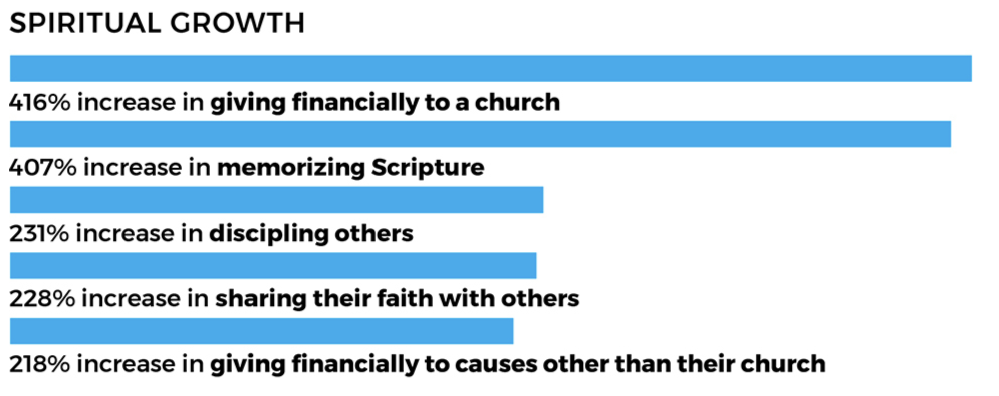 SPIRITUAL GROWTH
416% increase in giving financially to a church
407% increase in memorizing Scripture
231% increase in discipling others
228% increase in sharing their faith with others
218% increase in giving financially to causes other than their church